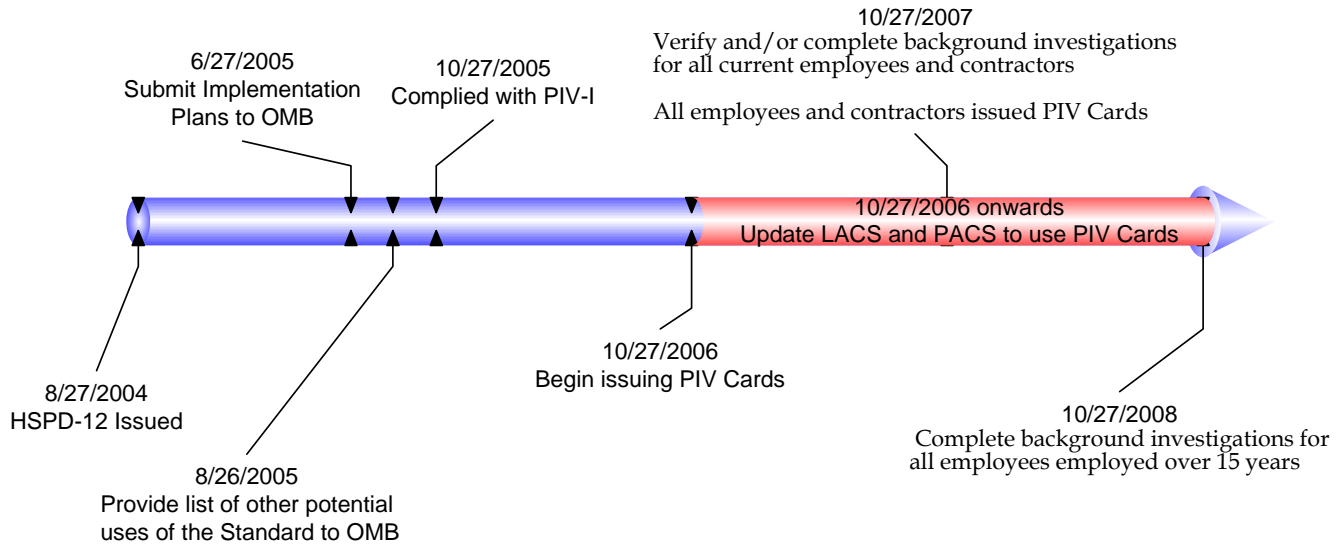 10/27/2007
Verify and/or complete background investigations
for all current employees and contractors
All employees and contractors issued PIV Cards
6/27/2005
Submit Implementation
Plans to OMB
10/27/2005
Complied with PIV-I
10/27/2006 onwards
Update LACS and PACS to use PIV Cards
8/27/2004
HSPD-12 Issued
8/26/2005
Provide list of other potential
uses of the Standard to OMB
10/27/2006
Begin issuing PIV Cards
10/27/2008
Complete background investigations for
all employees employed over 15 years